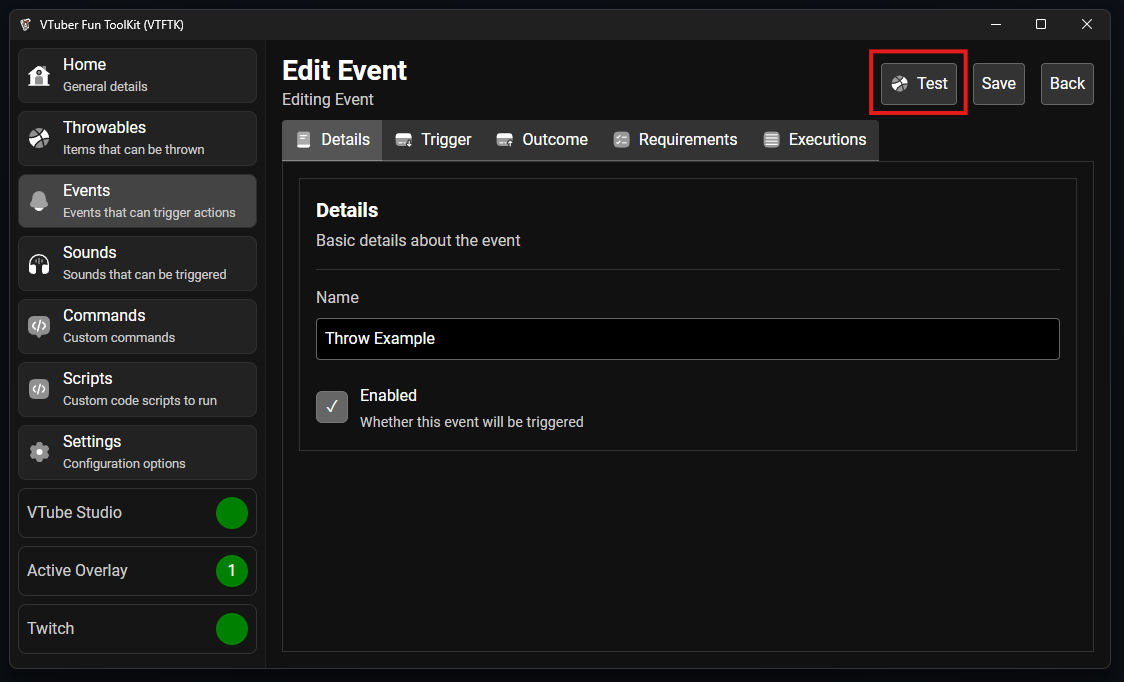 VTuber Fun ToolKit (VTFTK)
Home
General details
Throwables
Items that can be thrown
Events
Events that can trigger actions
Sounds
Sounds that can be triggered
Commands
Custom commands
Scripts
Custom code scripts to run
Settings
Configuration options
VTube Studio
Active Overlay 1
Twitch
Edit Event
Editing Event
Test Save Back
Details Trigger Outcome Requirements Executions
Details
Basic details about the event
Name
Throw Example
Enabled
Whether this event will be triggered